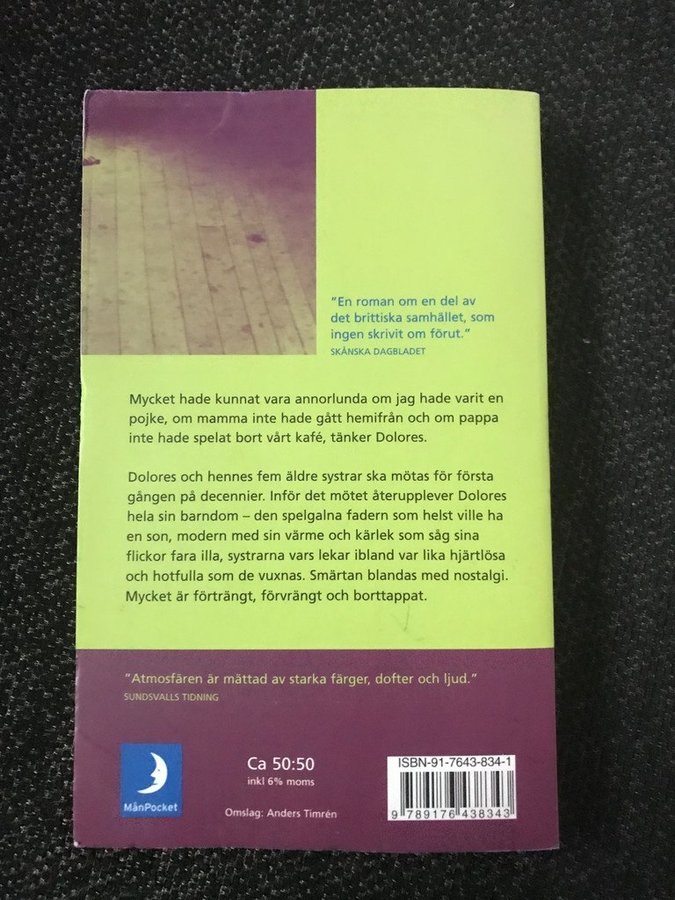 ”En roman om en del av
det brittiska samhället, som
ingen skrivit om förut.”
SKÅNSKA DAGBLADET
Mycket hade kunnat vara annorlunda om jag hade varit en
pojke, om mamma inte hade gått hemifrån och om pappa
inte hade spelat bort vårt kafé, tänker Dolores.
Dolores och hennes fem äldre systrar ska mötas för första
gången på decennier. Inför det mötet återupplever Dolores
hela sin barndom – den spelgalna fadern som helst ville ha
en son, modern med sin värme och kärlek som såg sina
flickor fara illa, systrarna vars lekar ibland var lika hjärtlösa
och hotfulla som de vuxnas. Smärtan blandas med nostalgi.
Mycket är förträngt, förvrängt och borttappat.
”Atmosfären är mättad av starka färger, dofter och ljud.”
SUNDSVALLS TIDNING
MånPocket
Ca 50:50
inkl 6% moms
Omslag: Anders Timrén
ISBN-91-7643-834-1
9 789176 438343